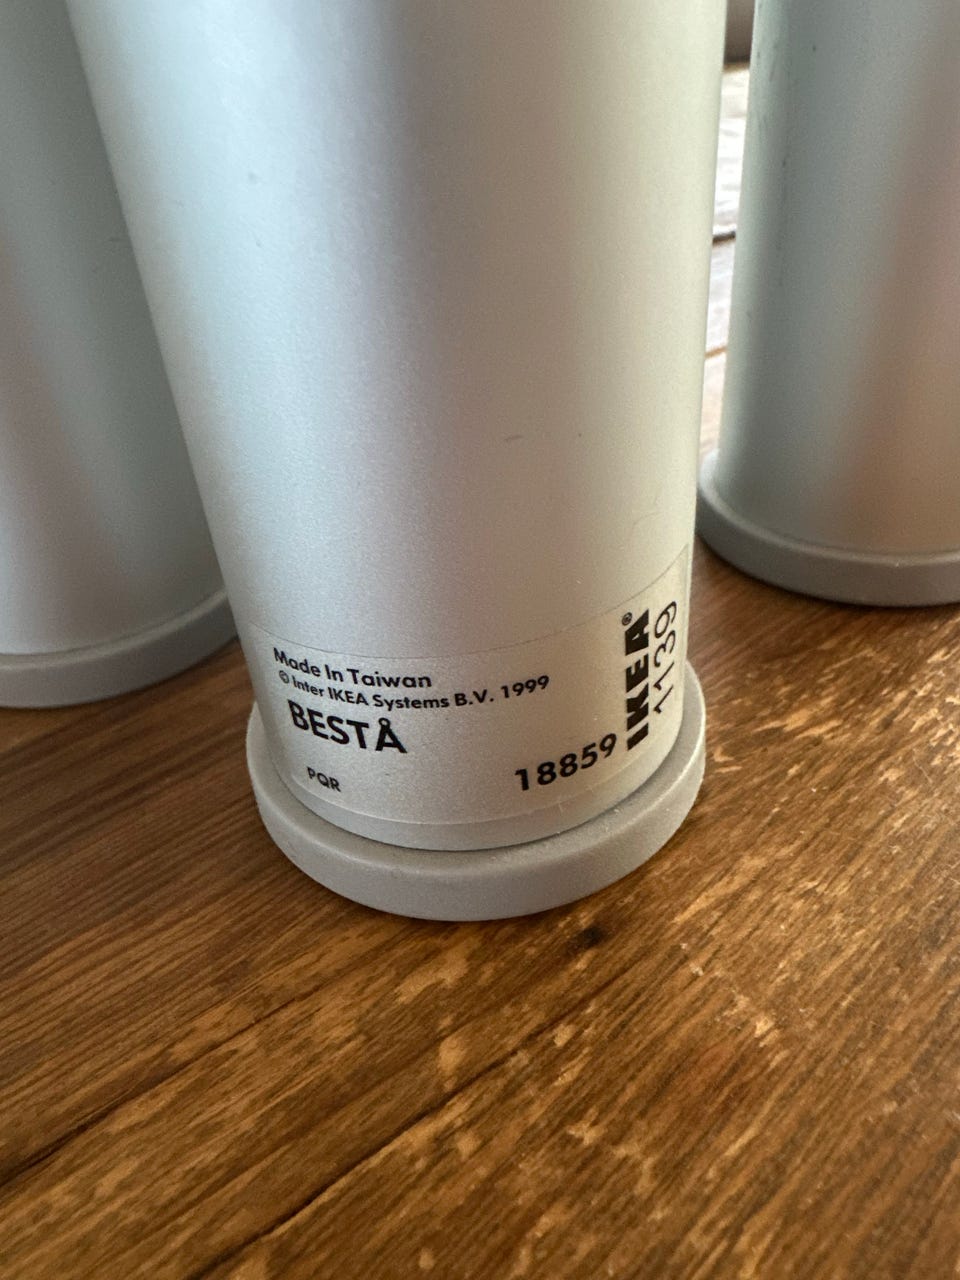 Made In Taiwan
© Inter IKEA Systems B.V. 1999
BESTÅ
PQR
18859
IKEA®
1139